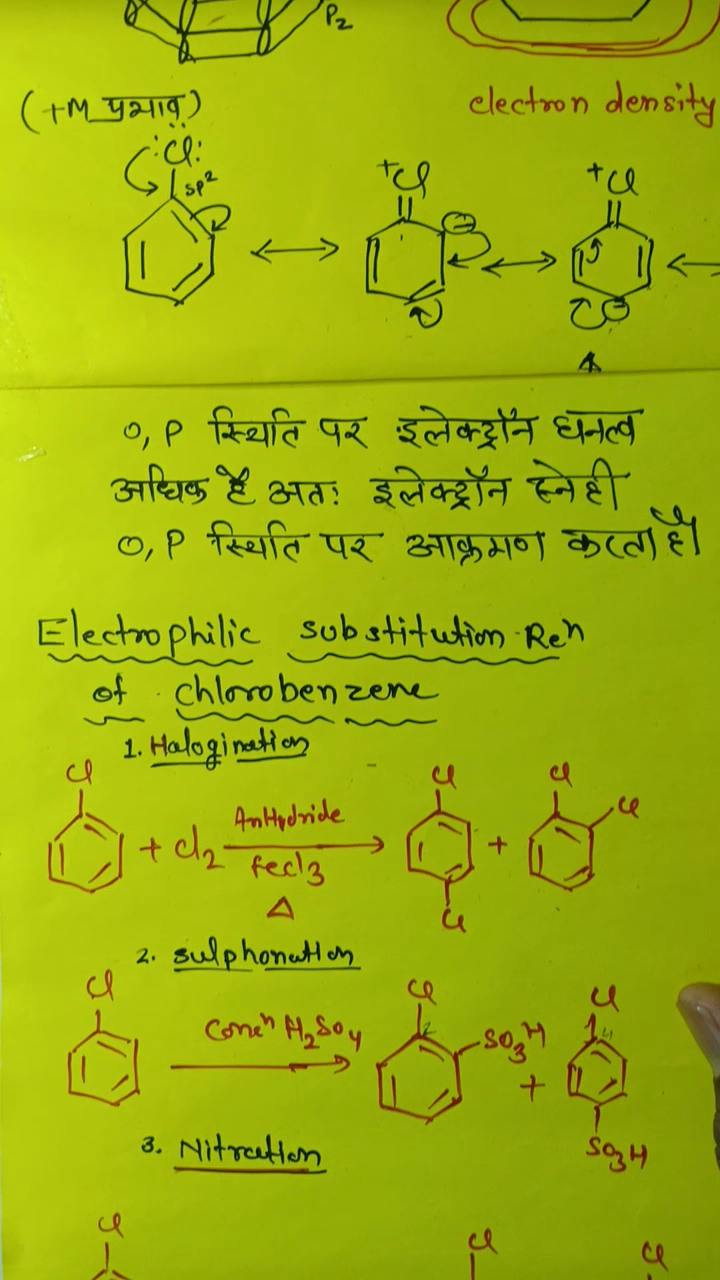 P2
(+M प्रभाव) electron density
:Cl: sp2 +Cl +Cl
o, P स्थिति पर इलेक्ट्रॉन घनत्व
अधिक है अतः इलेक्ट्रॉन स्नेही
o, P स्थिति पर आक्रमण करता है।
Electrophilic substitution Ren
of chlorobenzene
1. Halogination
Cl Cl Cl Cl
+ Cl2 AnHydride + 
FeCl3
Δ Cl
2. sulphonation
Cl Cl Cl
Concn H2SO4 SO3H +
SO3H
3. Nitration
Cl Cl Cl